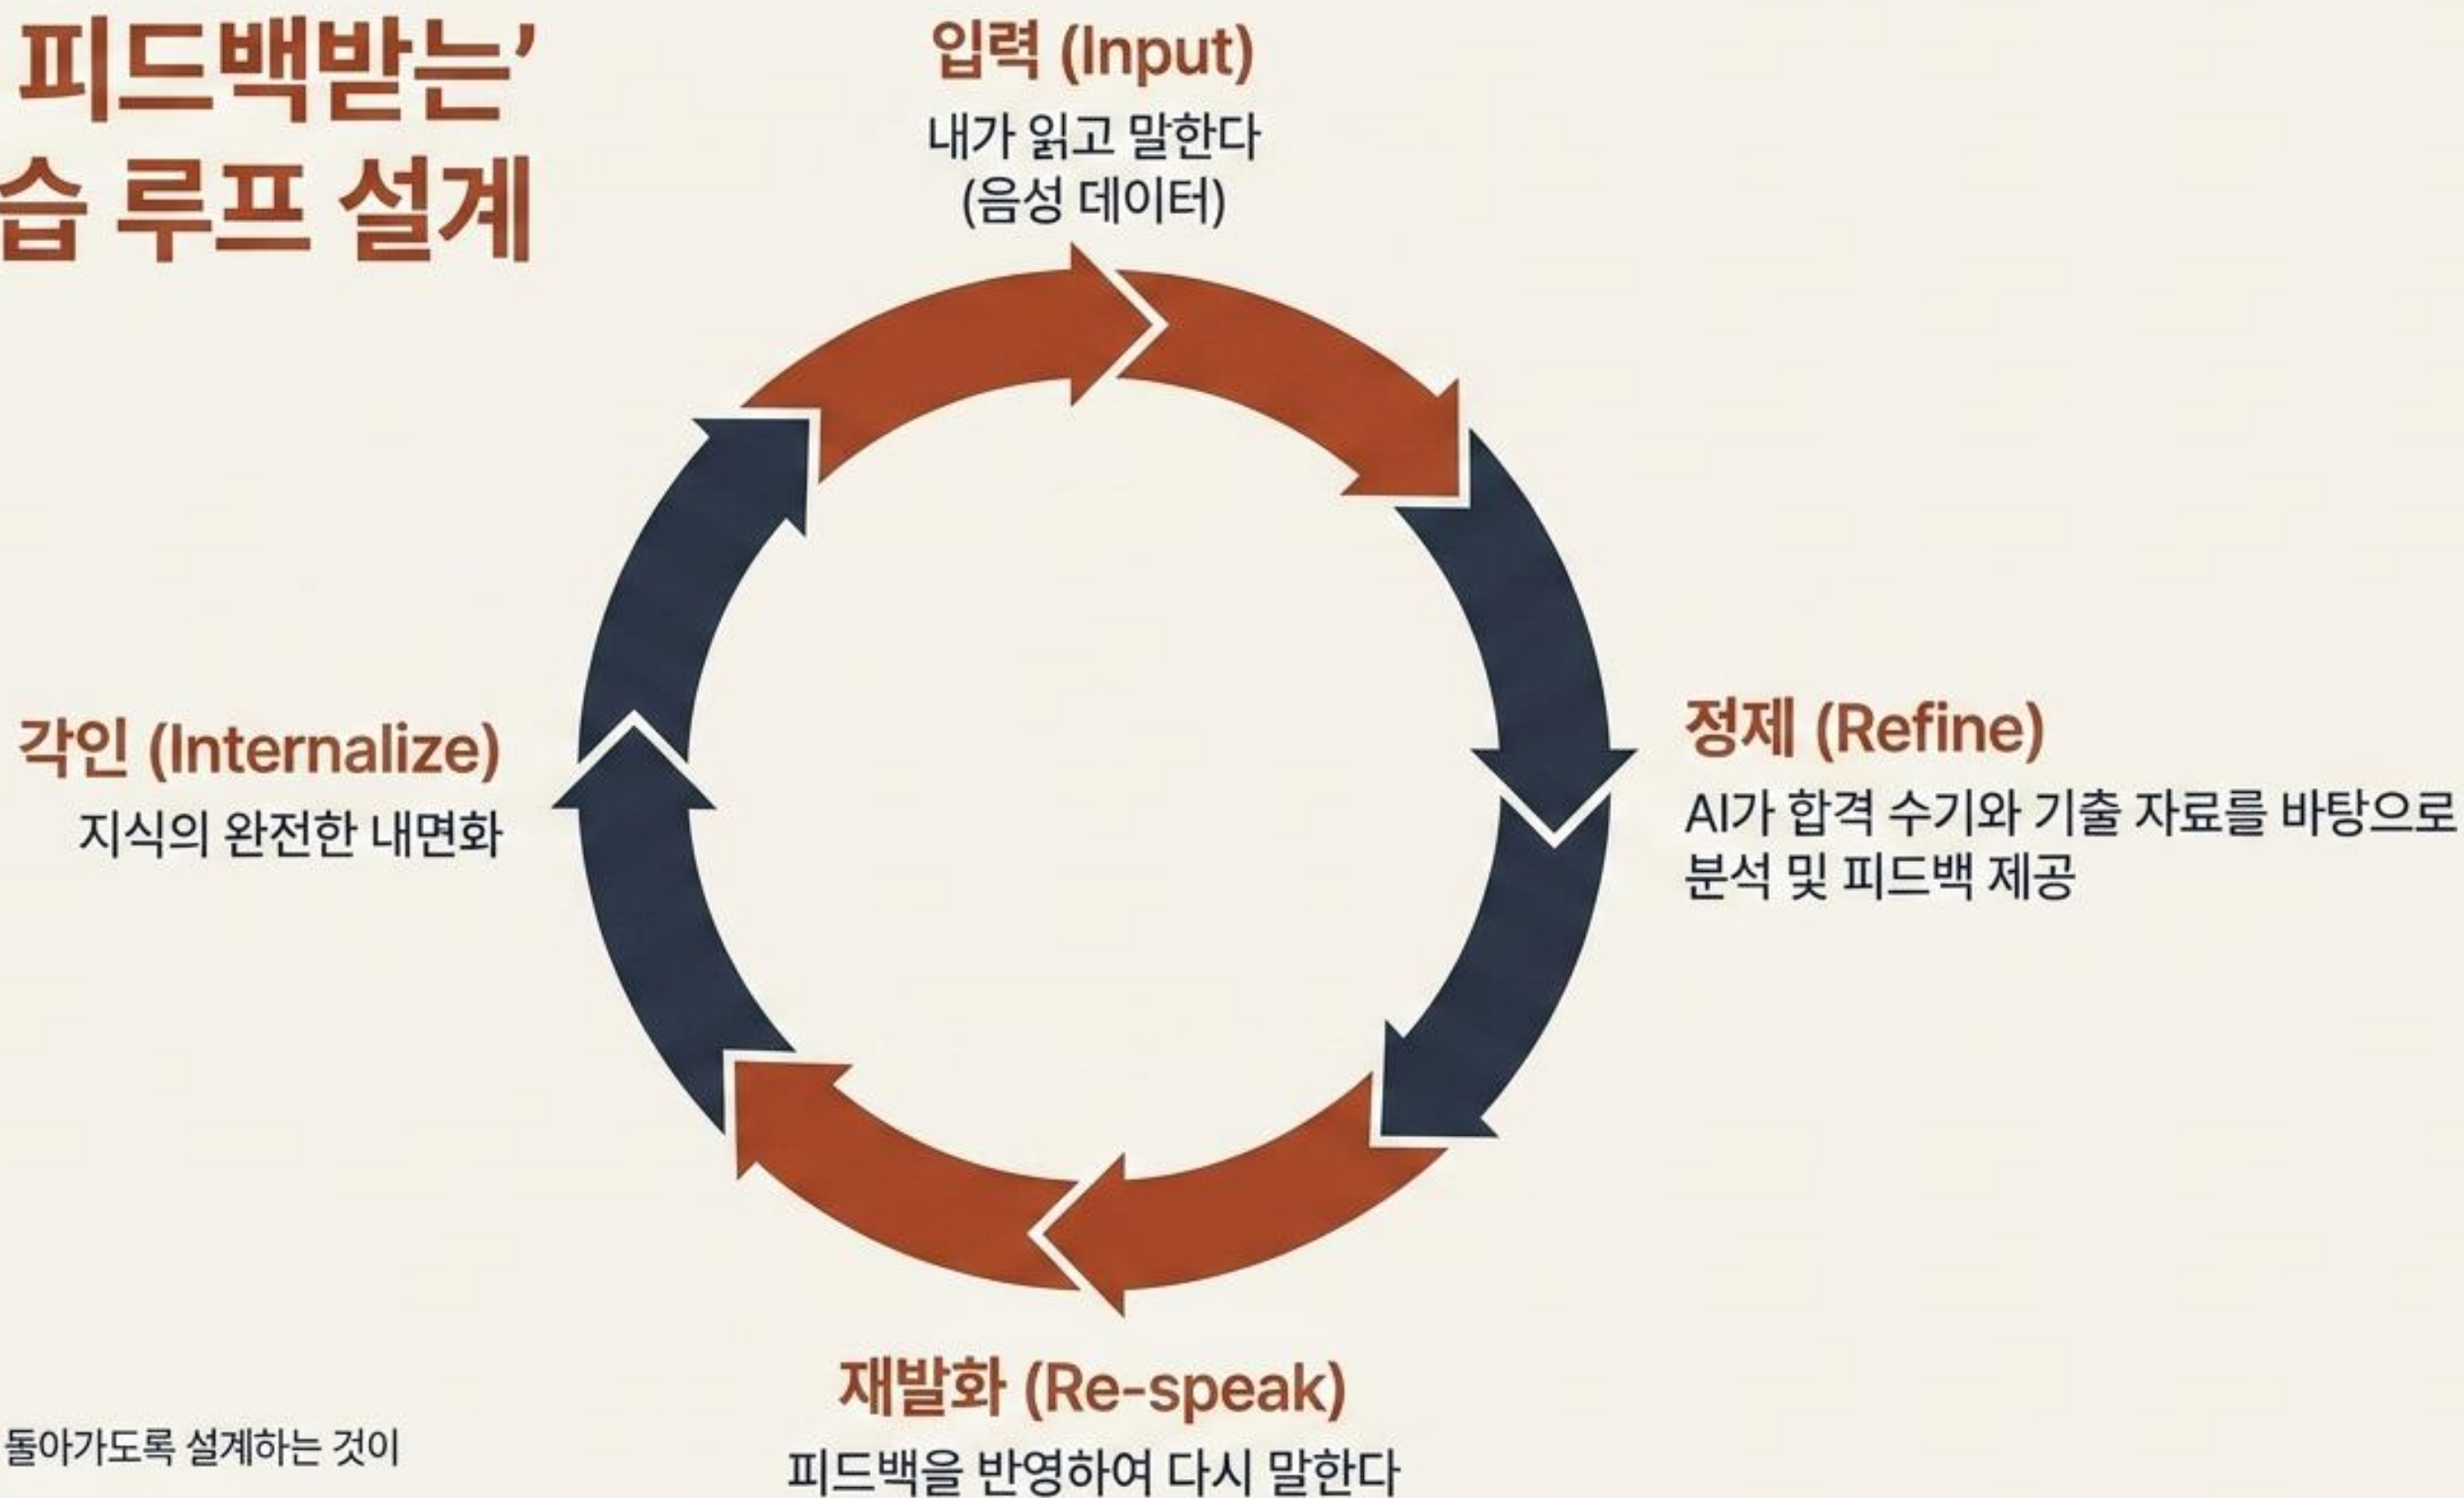 피드백받는’
습 루프 설계
입력 (Input)
내가 읽고 말한다
(음성 데이터)
정제 (Refine)
AI가 합격 수기와 기출 자료를 바탕으로
분석 및 피드백 제공
각인 (Internalize)
지식의 완전한 내면화
재발화 (Re-speak)
피드백을 반영하여 다시 말한다
돌아가도록 설계하는 것이